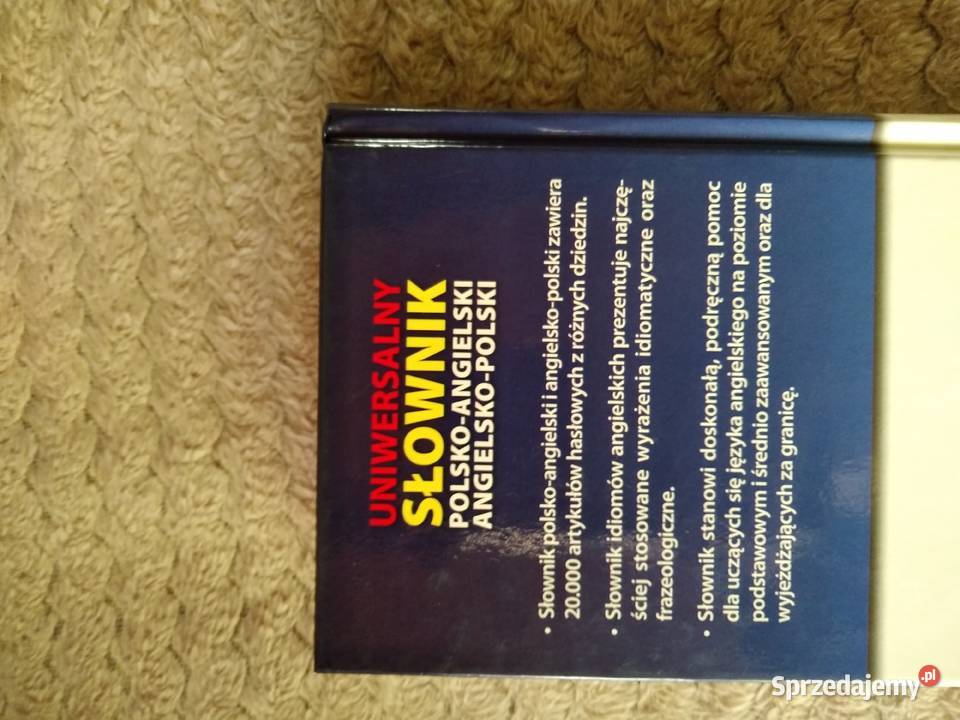 UNIWERSALNY
SŁOWNIK
POLSKO-ANGIELSKI
ANGIELSKO-POLSKI
• Słownik polsko-angielski i angielsko-polski zawiera
20.000 artykułów hasłowych z różnych dziedzin.
• Słownik idiomów angielskich prezentuje najczę-
ściej stosowane wyrażenia idiomatyczne oraz
frazeologiczne.
• Słownik stanowi doskonałą, podręczną pomoc
dla uczących się języka angielskiego na poziomie
podstawowym i średnio zaawansowanym oraz dla
wyjeżdżających za granicę.
Sprzedajemy.pl